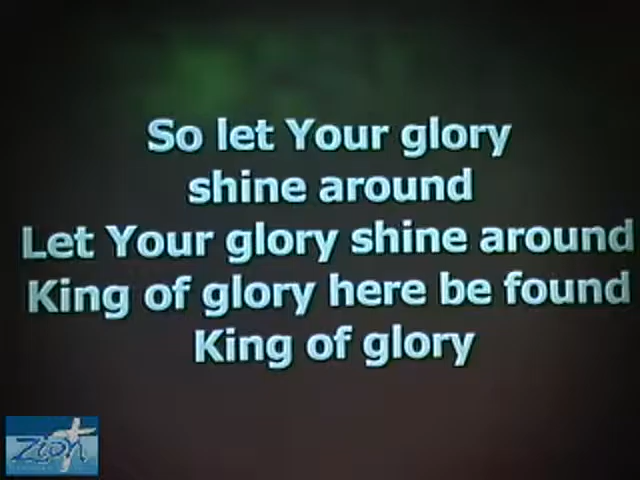 So let Your glory
shine around
Let Your glory shine around
King of glory here be found
King of glory
Zion